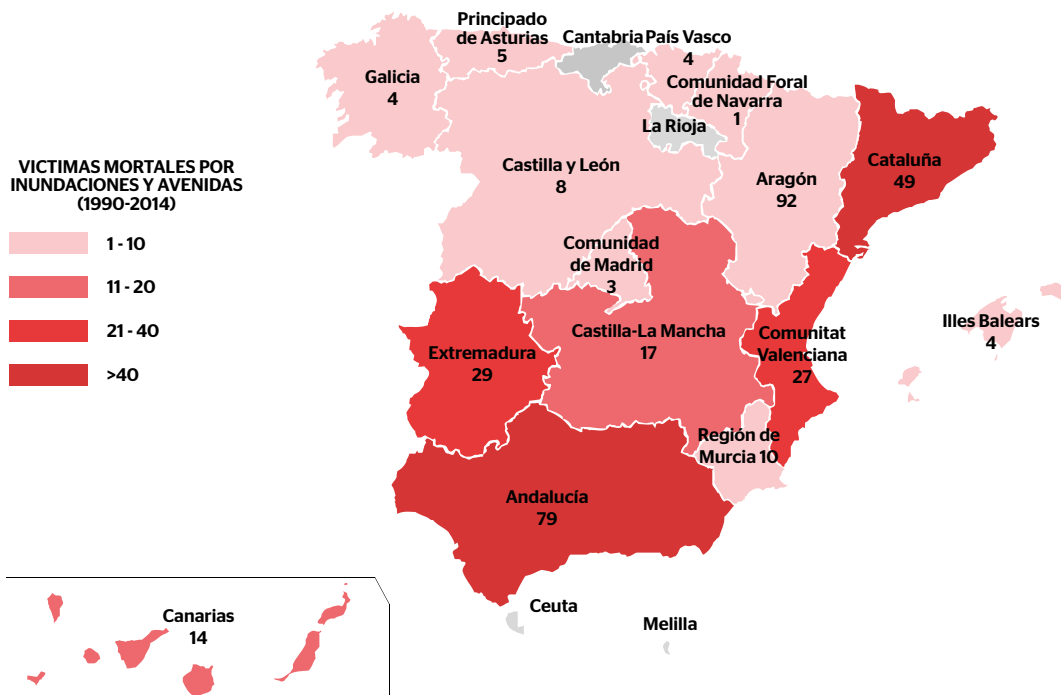 Principado
de Asturias
5
Cantabria
País Vasco
4
Galicia
4
Comunidad Foral
de Navarra
1
La Rioja
VICTIMAS MORTALES POR
INUNDACIONES Y AVENIDAS
(1990-2014)
1 - 10
11 - 20
21 - 40
>40
Castilla y León
8
Aragón
92
Cataluña
49
Comunidad
de Madrid
3
Illes Balears
4
Extremadura
29
Castilla-La Mancha
17
Comunitat
Valenciana
27
Región de
Murcia 10
Andalucía
79
Canarias
14
Ceuta
Melilla